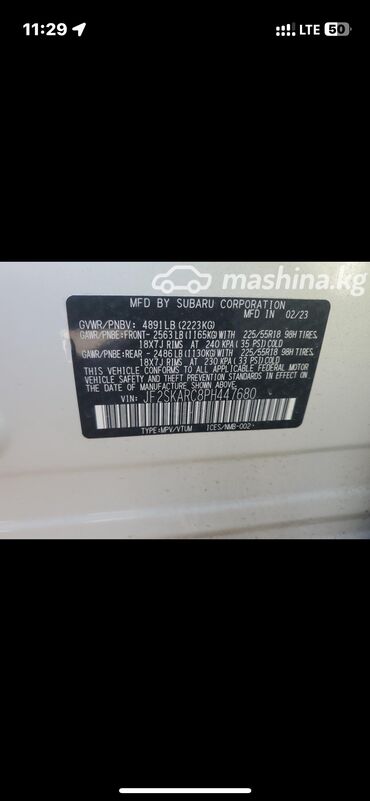 11:29
LTE 50
mashina.kg
MFD BY SUBARU CORPORATION
MFD IN 02/23
GVWR/PNBV: 4891LB(2223KG)
GAWR/PNBE:FRONT- 2563LB(1165KG)WITH 225/55R18 98H TIRES,
18X7J RIMS AT 240 KPA(35 PSI)COLD
GAWR/PNBE:REAR - 2486LB(1130KG)WITH 225/55R18 98H TIRES,
18X7J RIMS AT 230 KPA(33 PSI)COLD
THIS VEHICLE CONFORMS TO ALL APPLICABLE FEDERAL MOTOR
VEHICLE SAFETY, BUMPER, AND THEFT PREVENTION STANDARDS
IN EFFECT ON THE DATE OF MANUFACTURE SHOWN ABOVE.
VIN: JF2SKARC8PH447680
TYPE:MPV/VTUM ICES/NMB-002